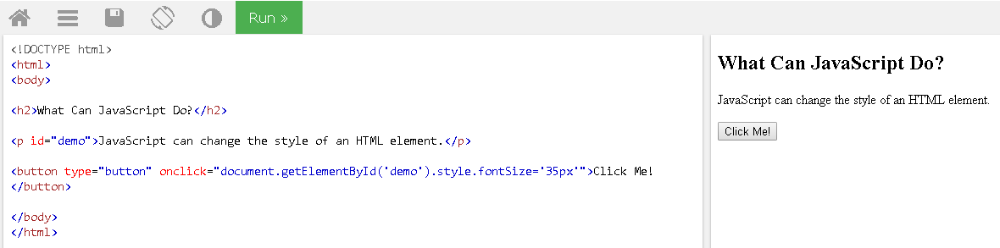 Run »
<!DOCTYPE html>
<html>
<body>
<h2>What Can JavaScript Do?</h2>
<p id="demo">JavaScript can change the style of an HTML element.</p>
<button type="button" onclick="document.getElementById('demo').style.fontSize='35px'">Click Me!
</button>
</body>
</html>
What Can JavaScript Do?
JavaScript can change the style of an HTML element.
Click Me!